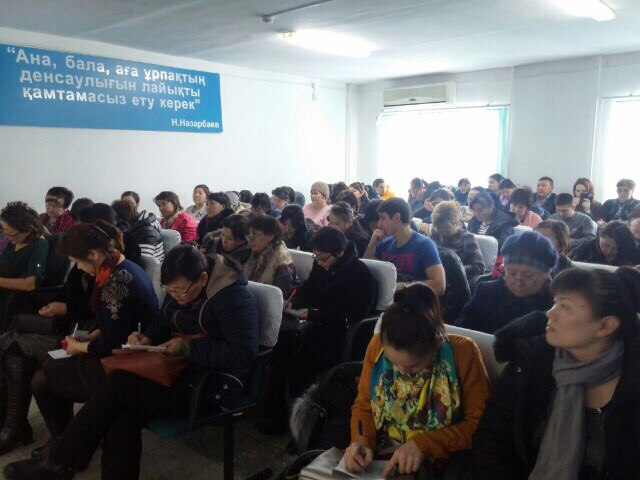 “Ана, бала, аға ұрпақтың
денсаулығын лайықты
қамтамасыз ету керек”
Н.Назарбаев